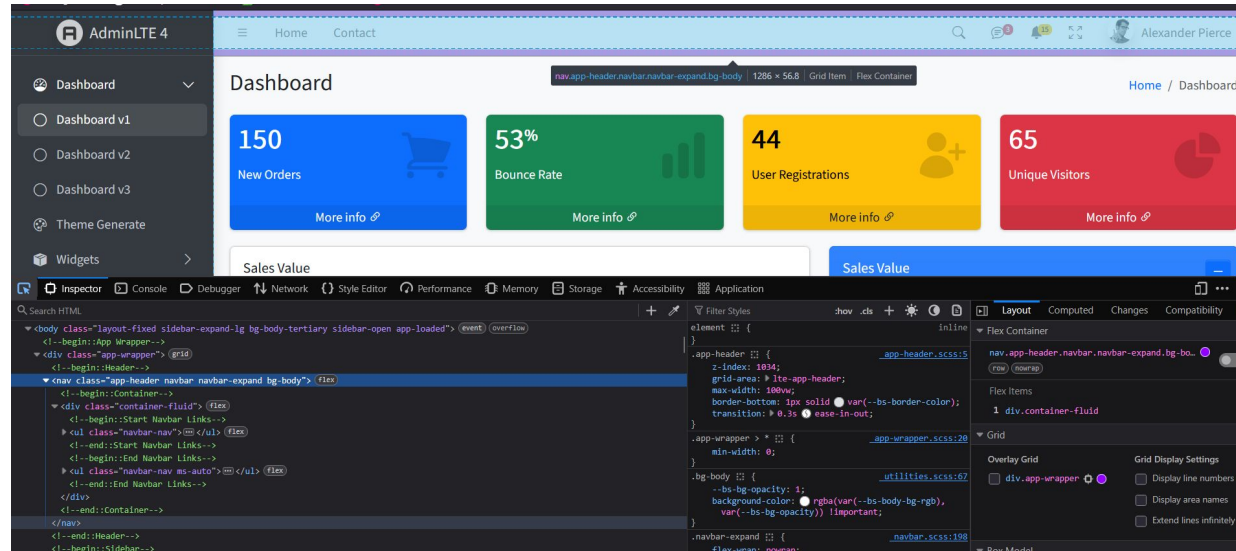 AdminLTE 4
Home Contact
3 15 Alexander Pierce
Dashboard
Dashboard v1
Dashboard v2
Dashboard v3
Theme Generate
Widgets
Dashboard
nav.app-header.navbar.navbar-expand.bg-body | 1286 × 56.8 | Grid Item | Flex Container
Home / Dashboard
150
New Orders
More info
53%
Bounce Rate
More info
44
User Registrations
More info
65
Unique Visitors
More info
Sales Value
Sales Value
Inspector Console Debugger Network {} Style Editor Performance Memory Storage Accessibility Application
Search HTML
<body class="layout-fixed sidebar-expand-lg bg-body-tertiary sidebar-open app-loaded"> event overflow
<!--begin::App Wrapper-->
<div class="app-wrapper"> grid
<!--begin::Header-->
<nav class="app-header navbar navbar-expand bg-body"> flex
<!--begin::Container-->
<div class="container-fluid"> flex
<!--begin::Start Navbar Links-->
<ul class="navbar-nav">⋯</ul> flex
<!--end::Start Navbar Links-->
<!--begin::End Navbar Links-->
<ul class="navbar-nav ms-auto">⋯</ul> flex
<!--end::End Navbar Links-->
</div>
<!--end::Container-->
</nav>
<!--end::Header-->
<!--begin::Sidebar-->
Filter Styles :hov .cls +
element { inline
}
.app-header { app-header.scss:5
z-index: 1034;
grid-area: lte-app-header;
max-width: 100vw;
border-bottom: 1px solid var(--bs-border-color);
transition: 0.3s ease-in-out;
}
.app-wrapper > * { app-wrapper.scss:20
min-width: 0;
}
.bg-body { utilities.scss:67
--bs-bg-opacity: 1;
background-color: rgba(var(--bs-body-bg-rgb),
var(--bs-bg-opacity)) !important;
}
.navbar-expand { navbar.scss:198
flex-wrap: nowrap;
Layout Computed Changes Compatibility
Flex Container
nav.app-header.navbar.navbar-expand.bg-bo…
row nowrap
Flex Items
1 div.container-fluid
Grid
Overlay Grid
div.app-wrapper
Grid Display Settings
Display line numbers
Display area names
Extend lines infinitely
Box Model